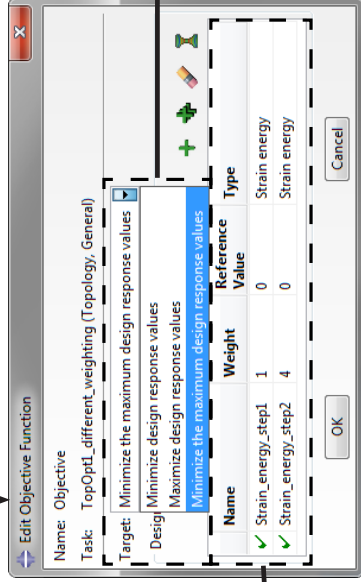 Edit Objective Function
Name: Objective
Task: TopOpt1_different_weighting (Topology, General)
Target: Minimize the maximum design response values
Minimize design response values
Desig
Maximize design response values
Minimize the maximum design response values
Name Weight Reference Value Type
Strain_energy_step1 1 0 Strain energy
Strain_energy_step2 4 0 Strain energy
OK Cancel